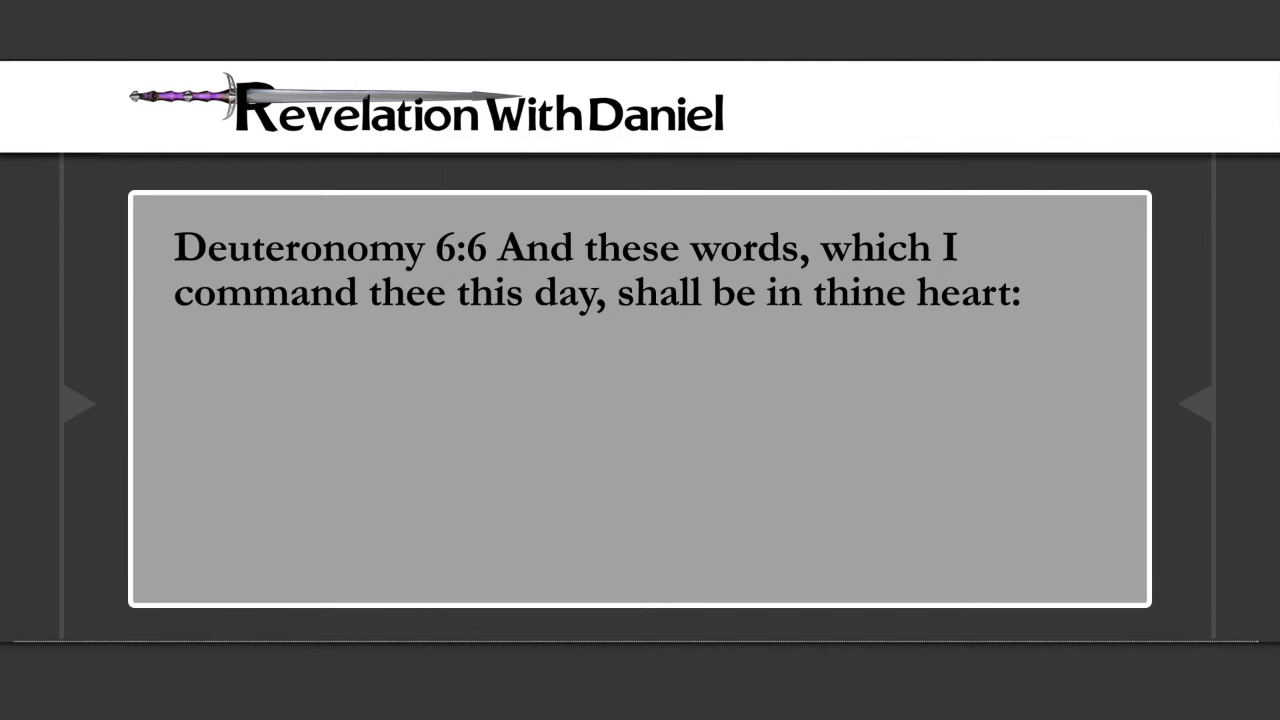 Revelation With Daniel
Deuteronomy 6:6 And these words, which I
command thee this day, shall be in thine heart: